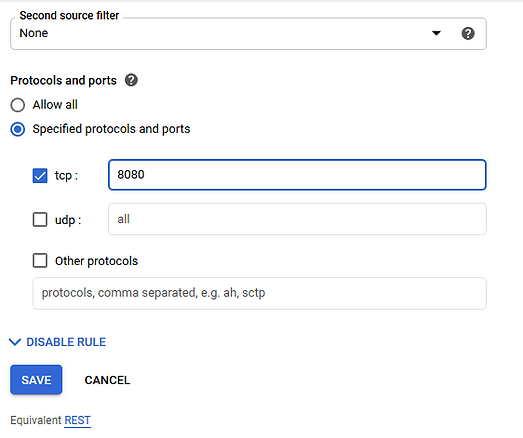 Second source filter
None
Protocols and ports
Allow all
Specified protocols and ports
tcp :
8080
udp :
all
Other protocols
protocols, comma separated, e.g. ah, sctp
DISABLE RULE
SAVE
CANCEL
Equivalent REST